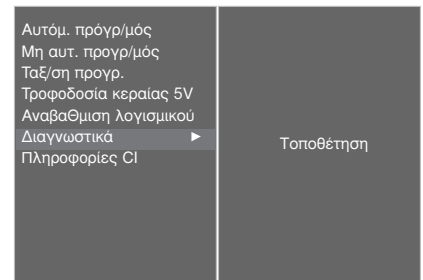 Αυτόμ. πρόγρ/μός
Μη αυτ. προγρ/μός
Ταξ/ση προγρ.
Τροφοδοσία κεραίας 5V
ΑναβαΘμιση λογισμικού
Διαγνωστικά ►
Πληροφορίες CI
Τοποθέτηση